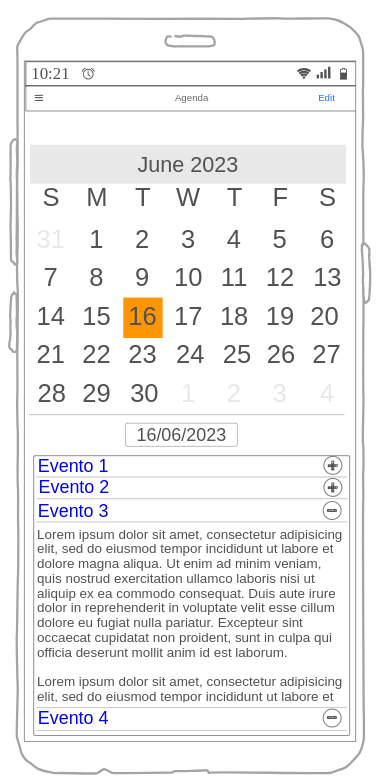 10:21
Agenda Edit
June 2023
S M T W T F S
31 1 2 3 4 5 6
7 8 9 10 11 12 13
14 15 16 17 18 19 20
21 22 23 24 25 26 27
28 29 30 1 2 3 4
16/06/2023
Evento 1
Evento 2
Evento 3
Lorem ipsum dolor sit amet, consectetur adipisicing
elit, sed do eiusmod tempor incididunt ut labore et
dolore magna aliqua. Ut enim ad minim veniam,
quis nostrud exercitation ullamco laboris nisi ut
aliquip ex ea commodo consequat. Duis aute irure
dolor in reprehenderit in voluptate velit esse cillum
dolore eu fugiat nulla pariatur. Excepteur sint
occaecat cupidatat non proident, sunt in culpa qui
officia deserunt mollit anim id est laborum.
Lorem ipsum dolor sit amet, consectetur adipisicing
elit, sed do eiusmod tempor incididunt ut labore et
Evento 4